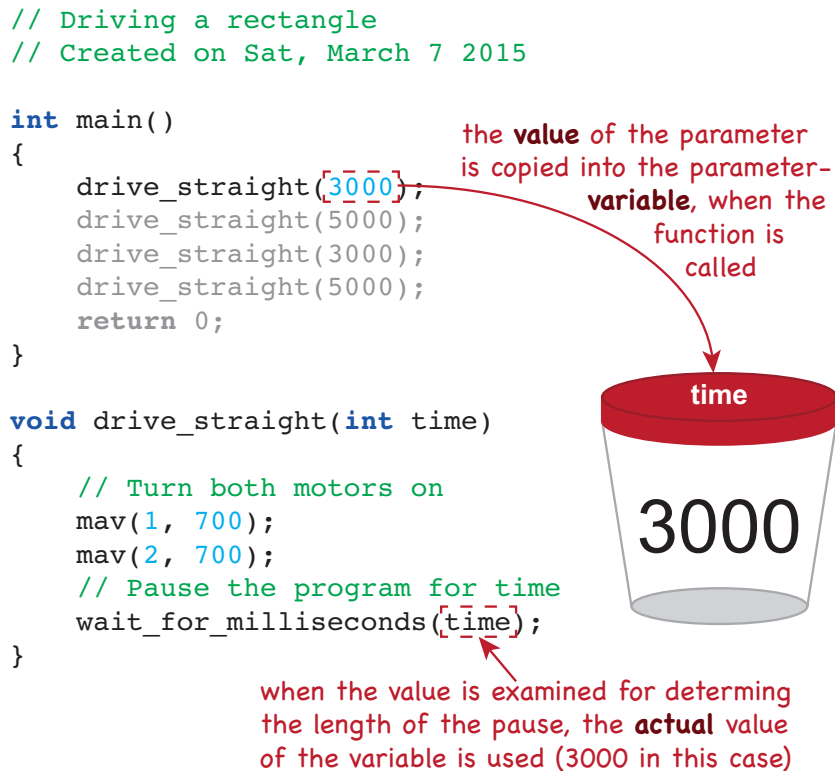 // Driving a rectangle
// Created on Sat, March 7 2015
int main()
{
drive_straight(3000);
drive_straight(5000);
drive_straight(3000);
drive_straight(5000);
return 0;
}
the value of the parameter
is copied into the parameter-
variable, when the
function is
called
time
3000
void drive_straight(int time)
{
// Turn both motors on
mav(1, 700);
mav(2, 700);
// Pause the program for time
wait_for_milliseconds(time);
}
when the value is examined for determing
the length of the pause, the actual value
of the variable is used (3000 in this case)